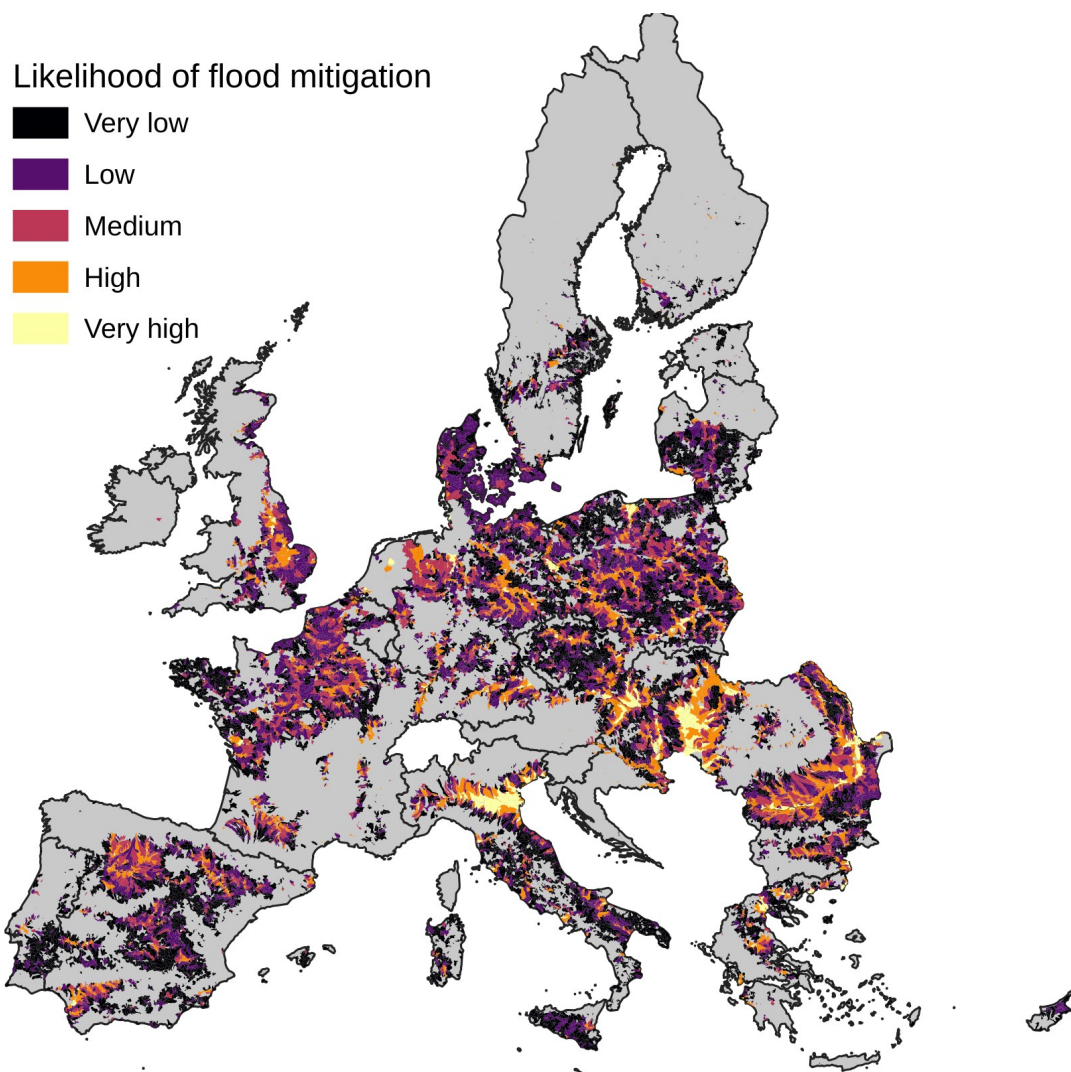 Likelihood of flood mitigation
Very low
Low
Medium
High
Very high